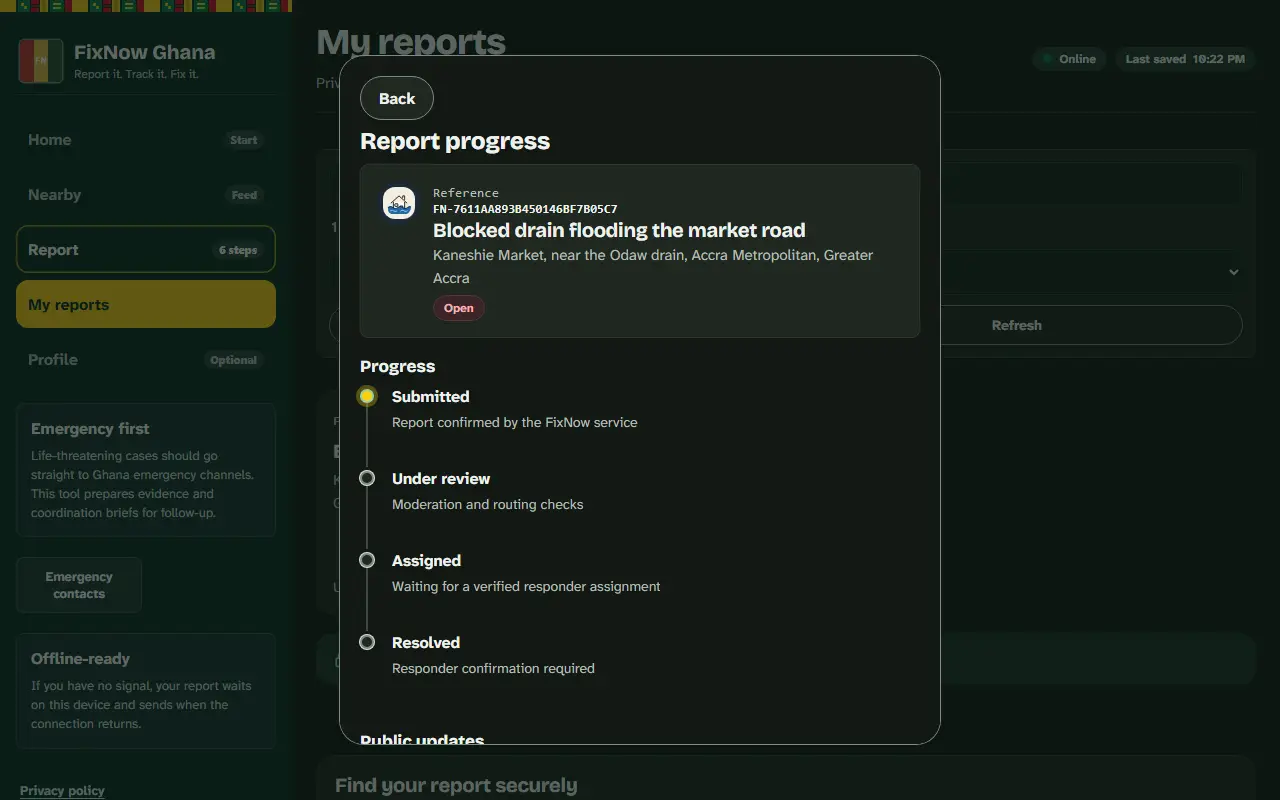 FN
FixNow Ghana
Report it. Track it. Fix it.
Home
Start
Nearby
Feed
Report
6 steps
My reports
Profile
Optional
Emergency first
Life-threatening cases should go
straight to Ghana emergency channels.
This tool prepares evidence and
coordination briefs for follow-up.
Emergency
contacts
Offline-ready
If you have no signal, your report waits
on this device and sends when the
connection returns.
Privacy policy
My reports
Online
Last saved 10:22 PM
Refresh
Back
Report progress
Reference
FN-7611AA893B450146BF7B05C7
Blocked drain flooding the market road
Kaneshie Market, near the Odaw drain, Accra Metropolitan, Greater
Accra
Open
Progress
Submitted
Report confirmed by the FixNow service
Under review
Moderation and routing checks
Assigned
Waiting for a verified responder assignment
Resolved
Responder confirmation required
Public updates
Find your report securely